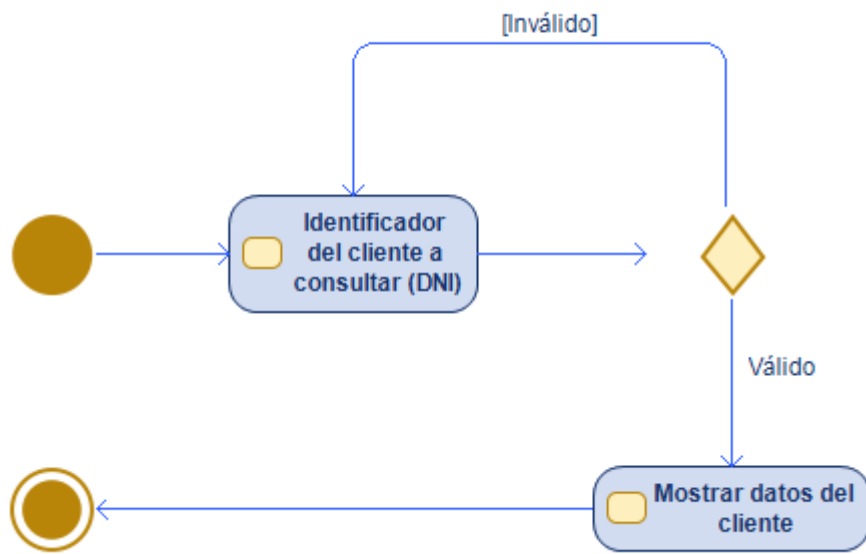 [Inválido]
Identificador
del cliente a
consultar (DNI)
Válido
Mostrar datos del
cliente